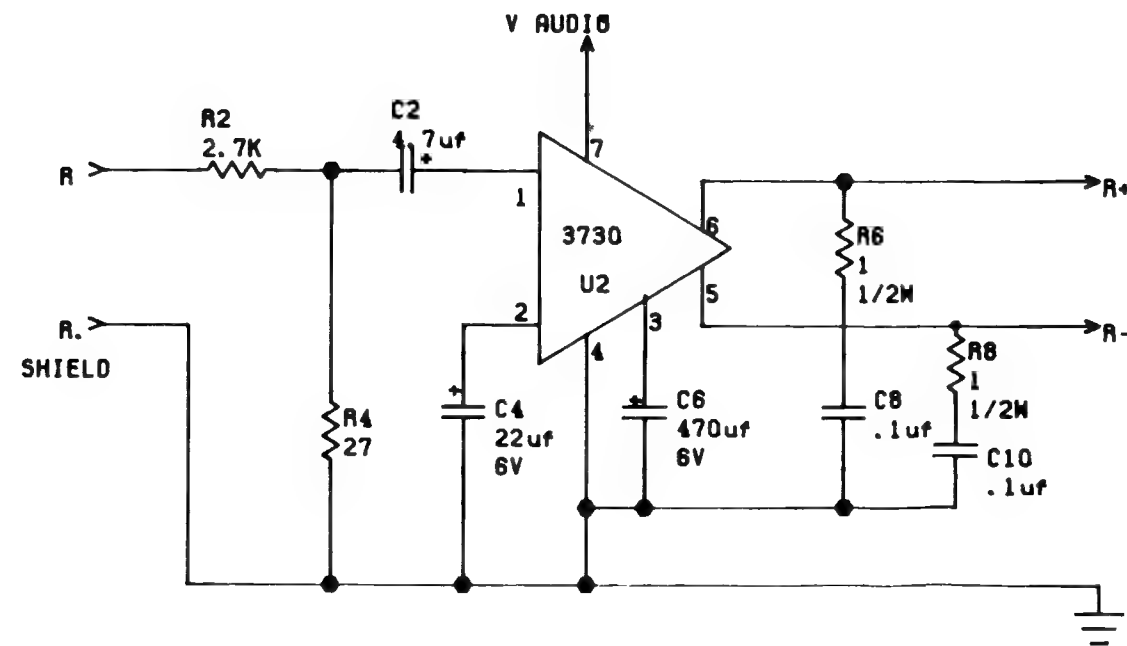 V AUDIO
R2
2.7K
C2
4.7uf
+
7
R
1
3730
U2
6
R+
R6
1
1/2W
5
2
3
4
R.
SHIELD
R-
R8
1
1/2W
+
C4
22uf
6V
+
C6
470uf
6V
C8
.1uf
C10
.1uf
R4
27